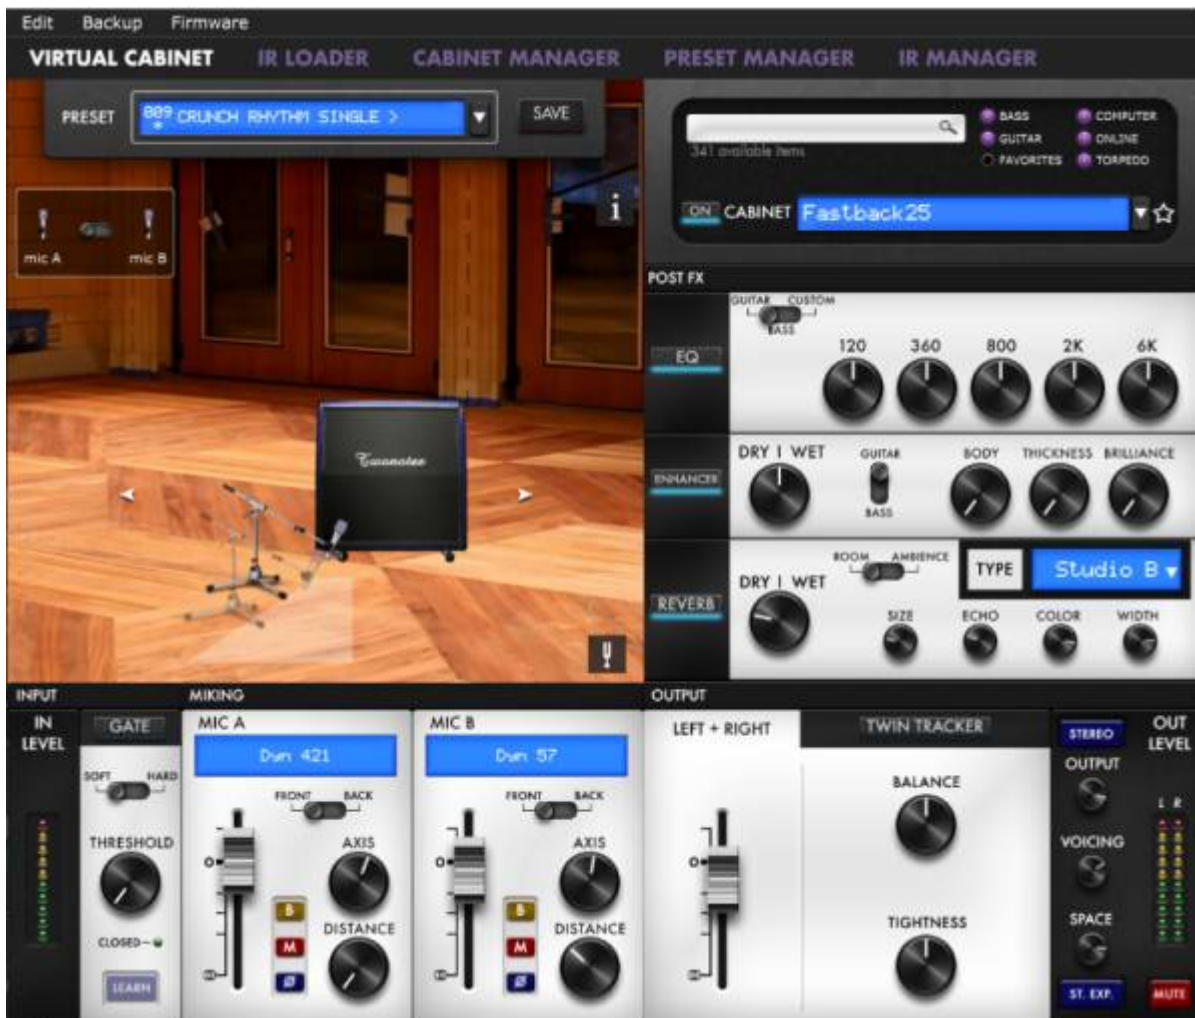 Edit Backup Firmware
VIRTUAL CABINET IR LOADER CABINET MANAGER PRESET MANAGER IR MANAGER
PRESET 809 * CRUNCH RHYTHM SINGLE > SAVE
mic A mic B
i
Twonotes
341 available items
BASS COMPUTER
GUITAR ONLINE
FAVORITES TORPEDO
ON CABINET Fastback25
POST FX
EQ
GUITAR CUSTOM
BASS
120 360 800 2K 6K
ENHANCER
DRY | WET GUITAR BODY THICKNESS BRILLIANCE
BASS
REVERB
ROOM AMBIENCE TYPE Studio B
DRY | WET
SIZE ECHO COLOR WIDTH
INPUT MIKING OUTPUT
IN LEVEL
GATE
SOFT HARD
THRESHOLD
CLOSED
LEARN
MIC A
Dyn 421
FRONT BACK
AXIS
0
B
M
Ø
DISTANCE
∞
MIC B
Dyn 57
FRONT BACK
AXIS
0
B
M
Ø
DISTANCE
∞
LEFT + RIGHT
0
∞
TWIN TRACKER
BALANCE
TIGHTNESS
STEREO
OUTPUT
VOICING
SPACE
ST. EXP.
OUT LEVEL
L R
MUTE